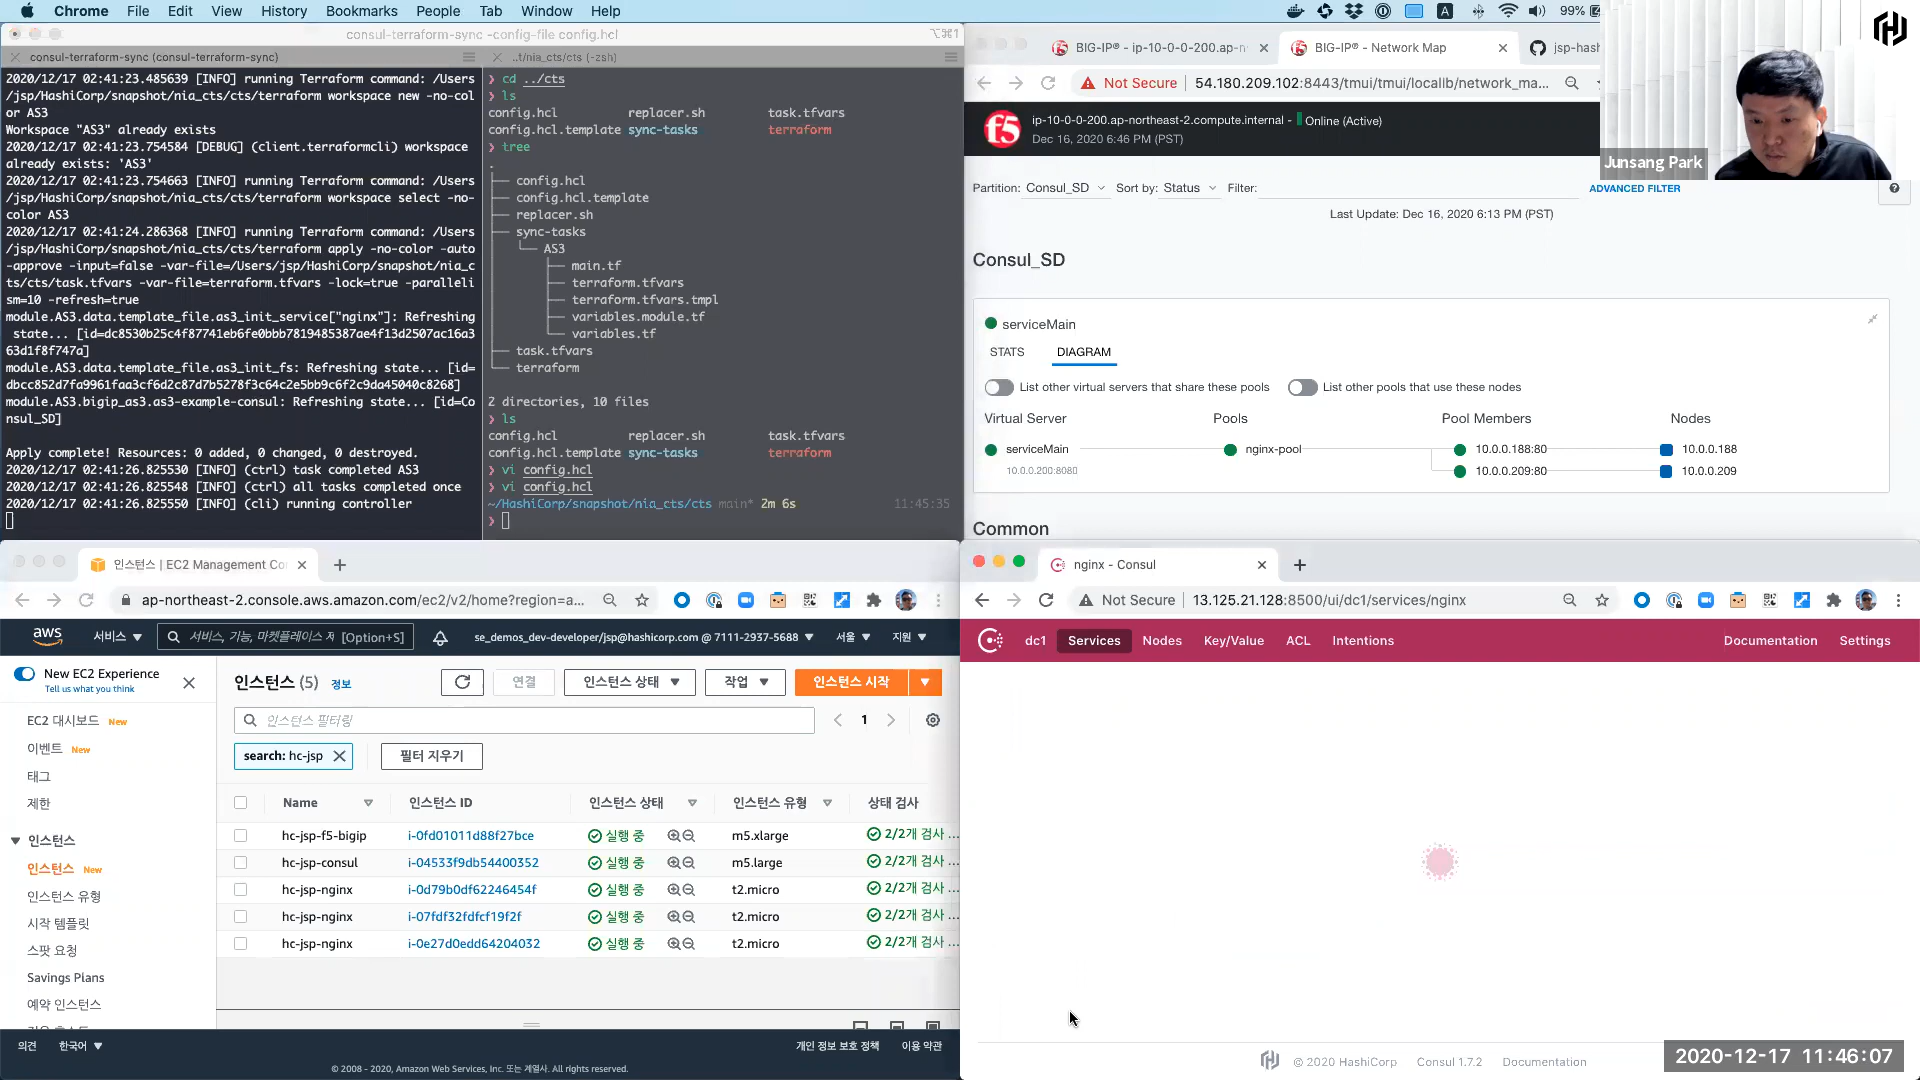 Chrome File Edit View History Bookmarks People Tab Window Help
99%
consul-terraform-sync -config-file config.hcl
⌥⌘1
consul-terraform-sync (consul-terraform-sync)
2020/12/17 02:41:23.485639 [INFO] running Terraform command: /Users
/jsp/HashiCorp/snapshot/nia_cts/cts/terraform workspace new -no-col
or AS3
Workspace "AS3" already exists
2020/12/17 02:41:23.754584 [DEBUG] (client.terraformcli) workspace
already exists: 'AS3'
2020/12/17 02:41:23.754663 [INFO] running Terraform command: /Users
/jsp/HashiCorp/snapshot/nia_cts/cts/terraform workspace select -no-
color AS3
2020/12/17 02:41:24.286368 [INFO] running Terraform command: /Users
/jsp/HashiCorp/snapshot/nia_cts/cts/terraform apply -no-color -auto
-approve -input=false -var-file=/Users/jsp/HashiCorp/snapshot/nia_c
ts/cts/task.tfvars -var-file=terraform.tfvars -lock=true -paralleli
sm=10 -refresh=true
module.AS3.data.template_file.as3_init_service["nginx"]: Refreshing
state... [id=dc8530b25c4f87741eb6fe0bbb7819485387ae4f13d2507ac16a3
63d1f8f747a]
module.AS3.data.template_file.as3_init_fs: Refreshing state... [id=
dbcc852d7fa9961faa3cf6d2c87d7b5278f3c64c2e5bb9c6f2c9da45040c8268]
module.AS3.bigip_as3.as3-example-consul: Refreshing state... [id=Co
nsul_SD]
Apply complete! Resources: 0 added, 0 changed, 0 destroyed.
2020/12/17 02:41:26.825530 [INFO] (ctrl) task completed AS3
2020/12/17 02:41:26.825548 [INFO] (ctrl) all tasks completed once
2020/12/17 02:41:26.825550 [INFO] (cli) running controller
..t/nia_cts/cts (-zsh)
❯ cd ../cts
❯ ls
config.hcl replacer.sh task.tfvars
config.hcl.template sync-tasks terraform
❯ tree
.
├── config.hcl
├── config.hcl.template
├── replacer.sh
├── sync-tasks
│   └── AS3
│       ├── main.tf
│       ├── terraform.tfvars
│       ├── terraform.tfvars.tmpl
│       ├── variables.module.tf
│       └── variables.tf
├── task.tfvars
└── terraform
2 directories, 10 files
❯ ls
config.hcl replacer.sh task.tfvars
config.hcl.template sync-tasks terraform
❯ vi config.hcl
❯ vi config.hcl
~/HashiCorp/snapshot/nia_cts/cts main* 2m 6s 11:45:35
❯
BIG-IP® - ip-10-0-0-200.ap-n
BIG-IP® - Network Map
jsp-hash
Not Secure 54.180.209.102:8443/tmui/tmui/locallb/network_ma...
f5
ip-10-0-0-200.ap-northeast-2.compute.internal - Online (Active)
Dec 16, 2020 6:46 PM (PST)
Junsang Park
Partition: Consul_SD Sort by: Status Filter:
ADVANCED FILTER
Last Update: Dec 16, 2020 6:13 PM (PST)
Consul_SD
serviceMain
STATS DIAGRAM
List other virtual servers that share these pools List other pools that use these nodes
Virtual Server Pools Pool Members Nodes
serviceMain nginx-pool 10.0.0.188:80 10.0.0.188
10.0.0.200:8080 10.0.0.209:80 10.0.0.209
Common
인스턴스 | EC2 Management Co
ap-northeast-2.console.aws.amazon.com/ec2/v2/home?region=a...
aws 서비스 서비스, 기능, 마켓플레이스 제 [Option+S] se_demos_dev-developer/jsp@hashicorp.com @ 7111-2937-5688 서울 지원
New EC2 Experience
Tell us what you think
EC2 대시보드 New
이벤트 New
태그
제한
인스턴스
인스턴스 New
인스턴스 유형
시작 템플릿
스팟 요청
Savings Plans
예약 인스턴스
인스턴스 (5) 정보
연결 인스턴스 상태 작업 인스턴스 시작
인스턴스 필터링
1
search: hc-jsp 필터 지우기
Name 인스턴스 ID 인스턴스 상태 인스턴스 유형 상태 검사
hc-jsp-f5-bigip i-0fd01011d88f27bce 실행 중 m5.xlarge 2/2개 검사 ...
hc-jsp-consul i-04533f9db54400352 실행 중 m5.large 2/2개 검사 ...
hc-jsp-nginx i-0d79b0df62246454f 실행 중 t2.micro 2/2개 검사 ...
hc-jsp-nginx i-07fdf32fdfcf19f2f 실행 중 t2.micro 2/2개 검사 ...
hc-jsp-nginx i-0e27d0edd64204032 실행 중 t2.micro 2/2개 검사 ...
의견 한국어 개인 정보 보호 정책 이용 약관
© 2008 - 2020, Amazon Web Services, Inc. 또는 계열사. All rights reserved.
nginx - Consul
Not Secure 13.125.21.128:8500/ui/dc1/services/nginx
dc1 Services Nodes Key/Value ACL Intentions Documentation Settings
© 2020 HashiCorp Consul 1.7.2 Documentation
2020-12-17 11:46:07